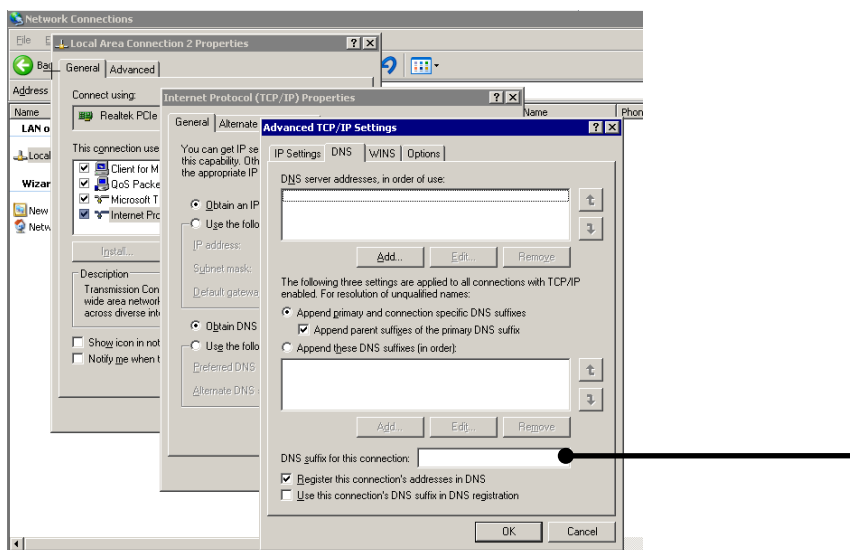 Network Connections
File E
Local Area Connection 2 Properties
? X
Back
General Advanced
Address
Connect using:
Internet Protocol (TCP/IP) Properties
? X
Name
Realtek PCIe
Name
Phon
LAN o
General Alternate
Advanced TCP/IP Settings
? X
This connection use
You can get IP se
IP Settings DNS WINS Options
Local
Client for M
this capability. Oth
the appropriate IP
DNS server addresses, in order of use:
Wizar
QoS Packe
Microsoft T
Obtain an IP
New
Internet Pro
Use the follo
Netw
IP address:
Install...
Add... Edit... Remove
Subnet mask:
Description
The following three settings are applied to all connections with TCP/IP
Transmission Con
Default gatewa
enabled. For resolution of unqualified names:
wide area network
across diverse inte
Append primary and connection specific DNS suffixes
Obtain DNS
Append parent suffixes of the primary DNS suffix
Show icon in not
Use the follo
Append these DNS suffixes (in order):
Notify me when t
Preferred DNS
Alternate DNS
Add... Edit... Remove
DNS suffix for this connection:
Register this connection's addresses in DNS
Use this connection's DNS suffix in DNS registration
OK Cancel